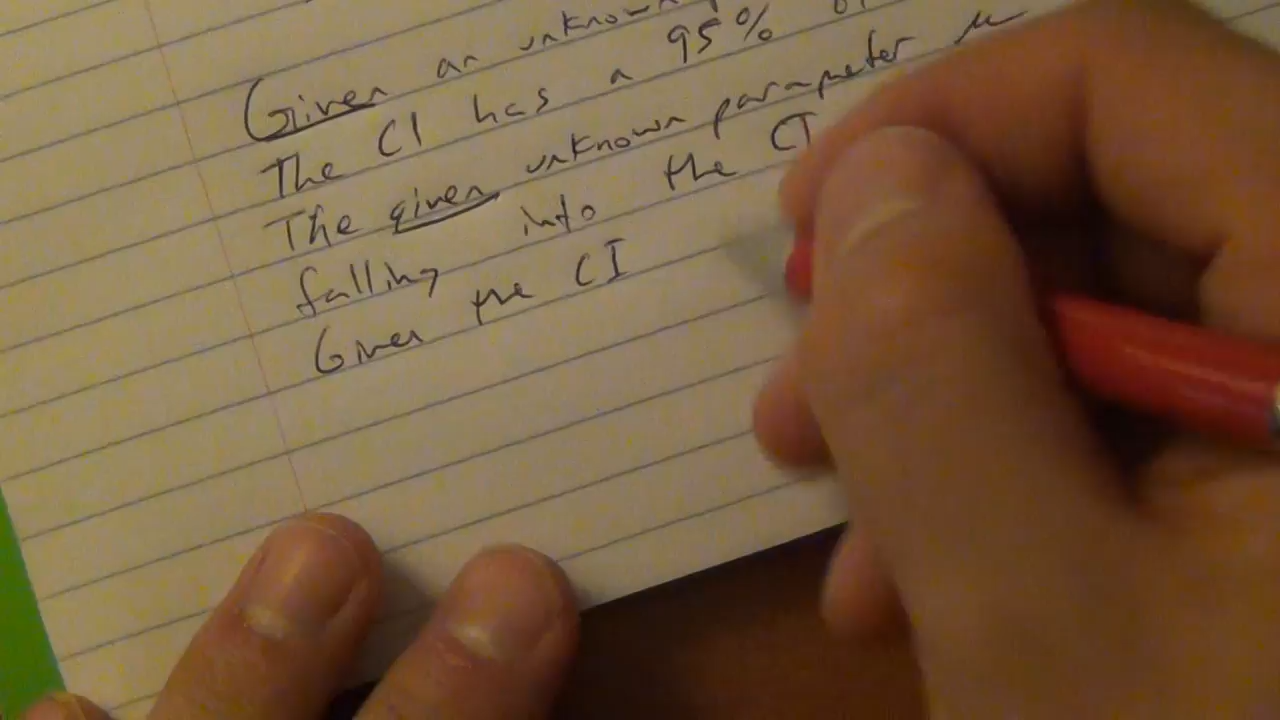 Given an unknown
The CI has a 95%
The given unknown parameter μ
falling into the CI
Given the CI